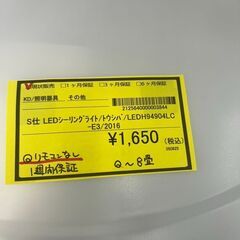 現状販売 □1ヶ月保証 □3ヶ月保証 □6ヶ月保証
KD/照明器具 その他
2125640000003844
S仕 LEDシーリングライト/トウシバ/LEDH94904LC
-E3/2016
¥1,650 (税込)
Qリモコンなし
1週間保証
Q~8畳